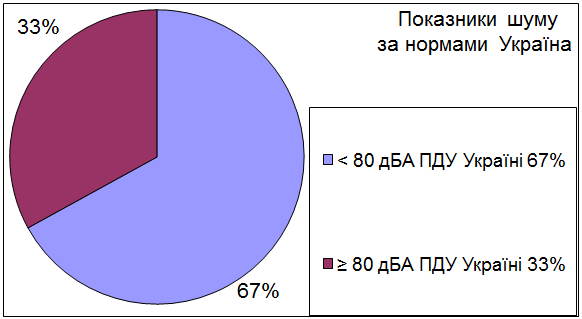 33%
Показники шуму
за нормами Україна
< 80 дБА ПДУ Україні 67%
≥ 80 дБА ПДУ Україні 33%
67%